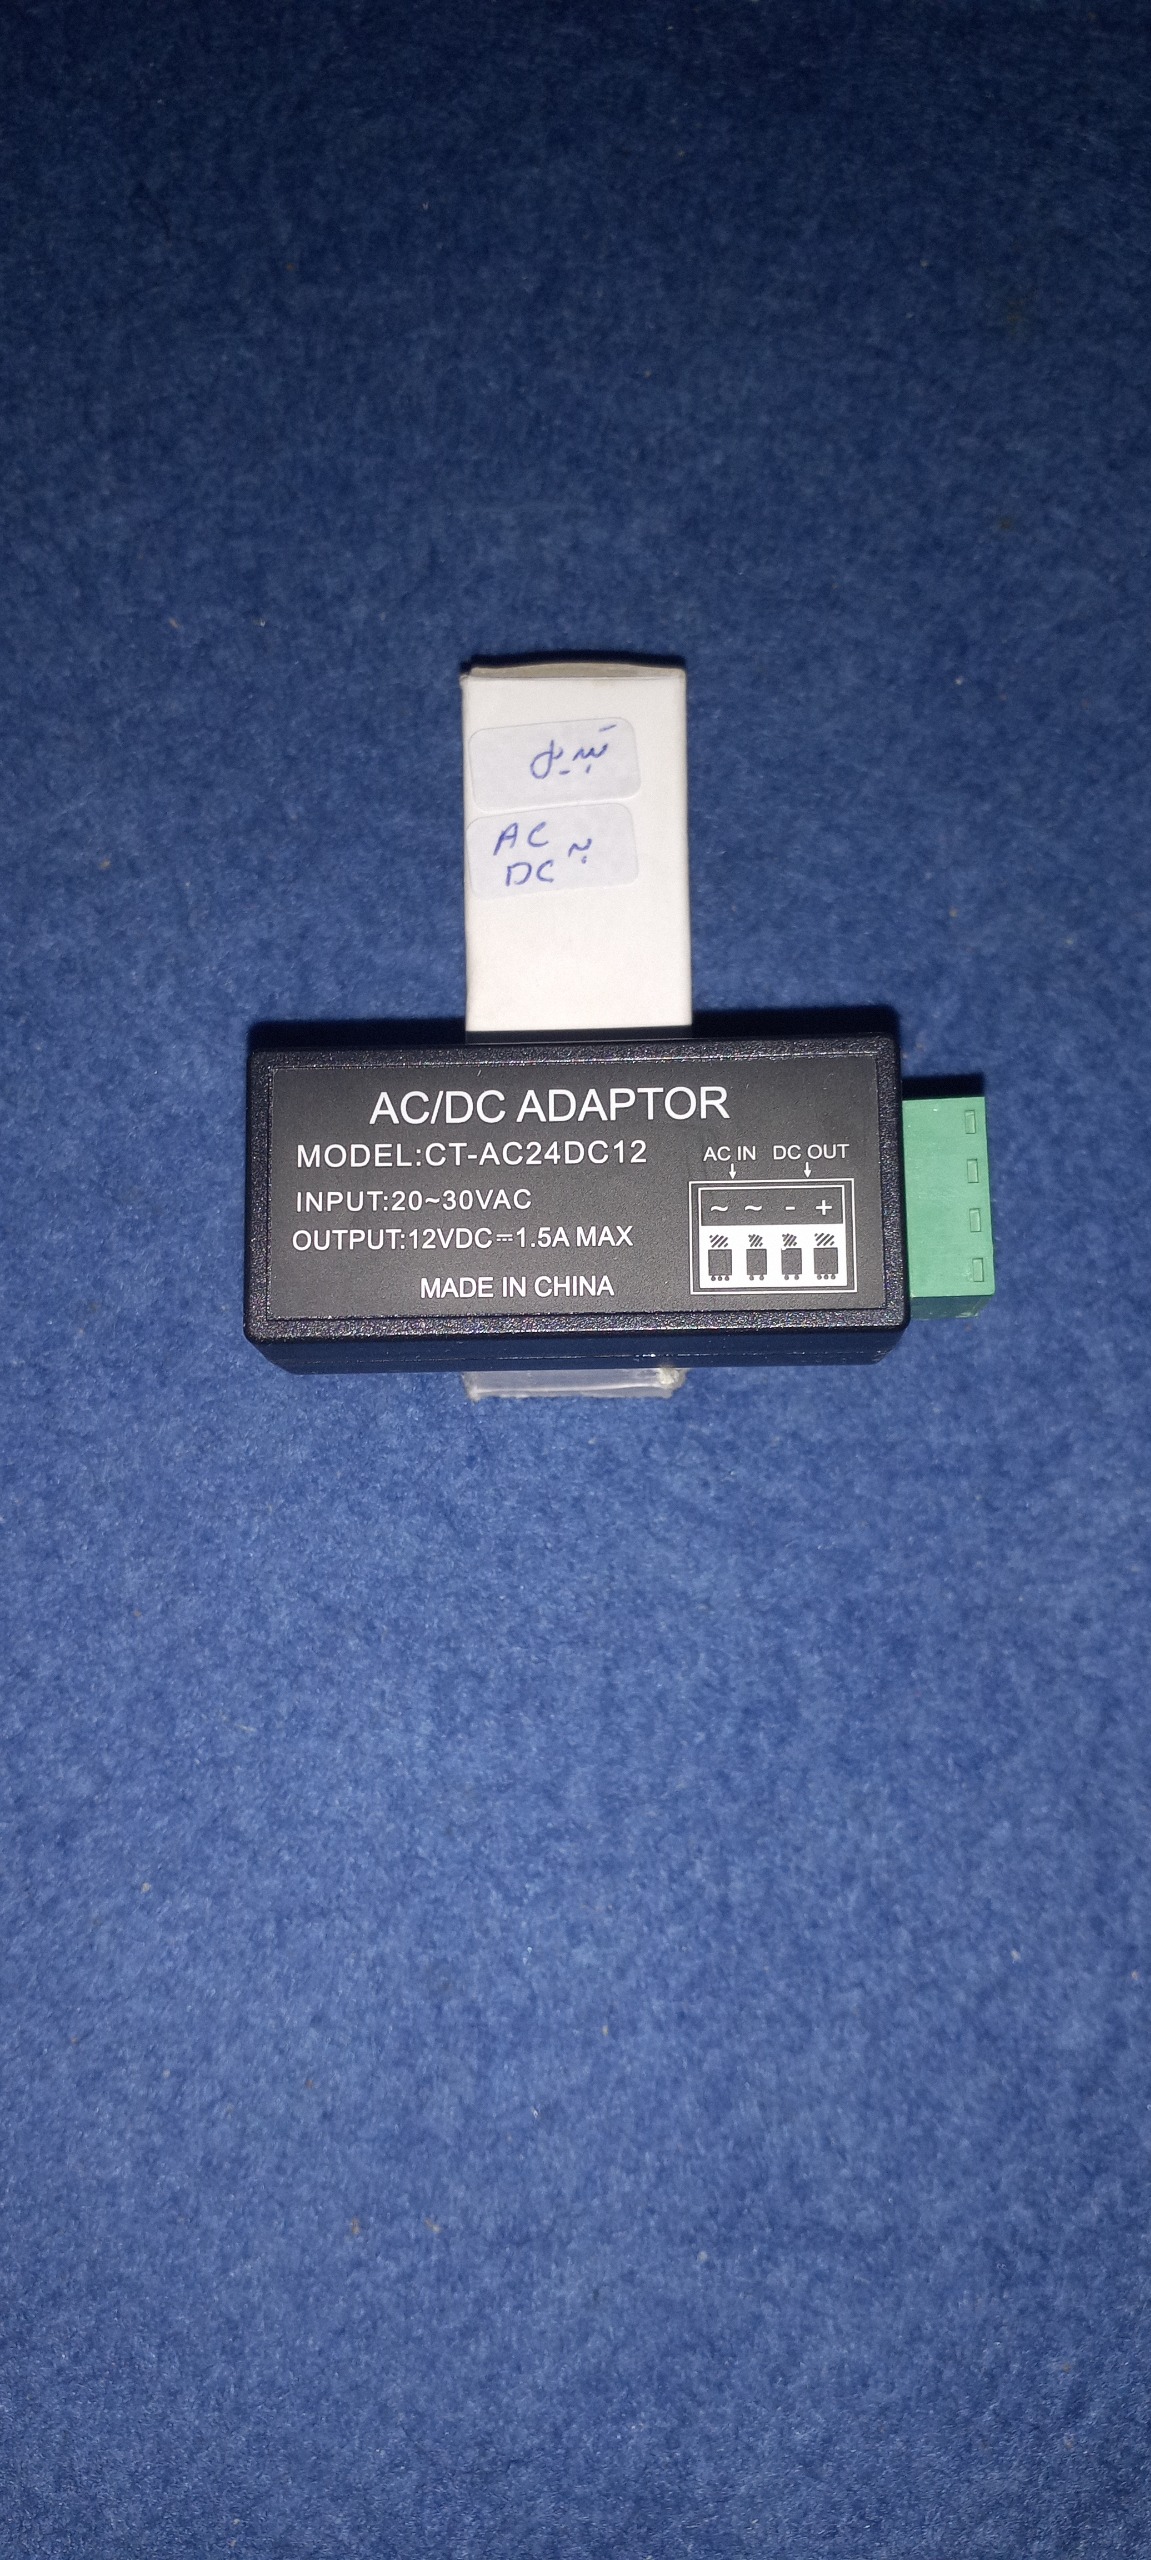 تبدیل
AC به
DC
AC/DC ADAPTOR
MODEL:CT-AC24DC12
INPUT:20~30VAC
OUTPUT:12VDC⎓1.5A MAX
MADE IN CHINA
AC IN DC OUT
~ ~ - +